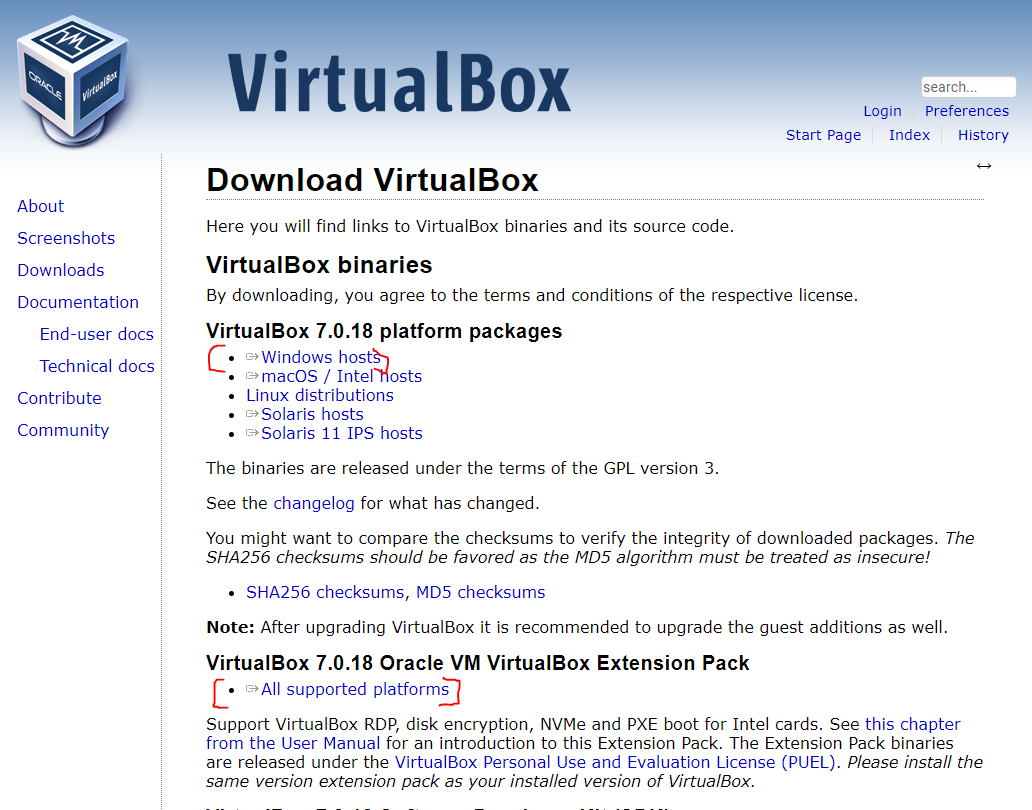 ORACLE
VirtualBox
VirtualBox
search...
Login Preferences
Start Page Index History
About
Screenshots
Downloads
Documentation
End-user docs
Technical docs
Contribute
Community
Download VirtualBox
Here you will find links to VirtualBox binaries and its source code.
VirtualBox binaries
By downloading, you agree to the terms and conditions of the respective license.
VirtualBox 7.0.18 platform packages
Windows hosts
macOS / Intel hosts
Linux distributions
Solaris hosts
Solaris 11 IPS hosts
The binaries are released under the terms of the GPL version 3.
See the changelog for what has changed.
You might want to compare the checksums to verify the integrity of downloaded packages. The
SHA256 checksums should be favored as the MD5 algorithm must be treated as insecure!
SHA256 checksums, MD5 checksums
Note: After upgrading VirtualBox it is recommended to upgrade the guest additions as well.
VirtualBox 7.0.18 Oracle VM VirtualBox Extension Pack
All supported platforms
Support VirtualBox RDP, disk encryption, NVMe and PXE boot for Intel cards. See this chapter
from the User Manual for an introduction to this Extension Pack. The Extension Pack binaries
are released under the VirtualBox Personal Use and Evaluation License (PUEL). Please install the
same version extension pack as your installed version of VirtualBox.